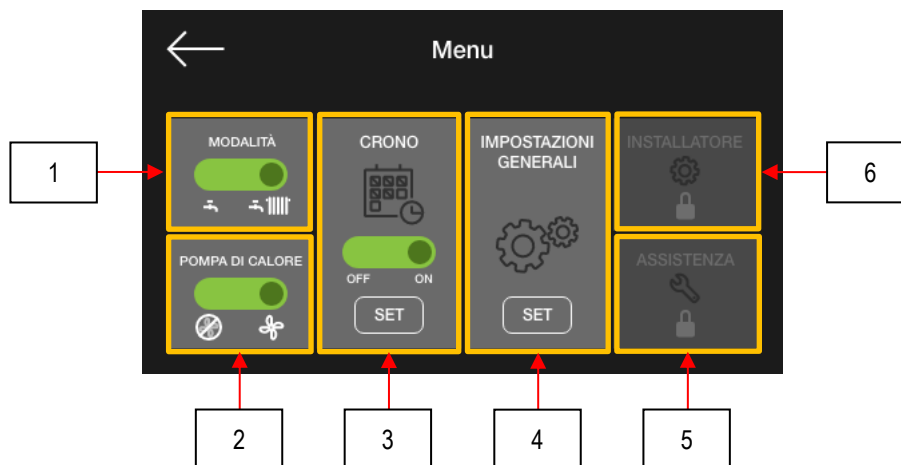 Menu
MODALITÀ
POMPA DI CALORE
CRONO
OFF ON
SET
IMPOSTAZIONI
GENERALI
SET
INSTALLATORE
ASSISTENZA
1
2
3
4
5
6